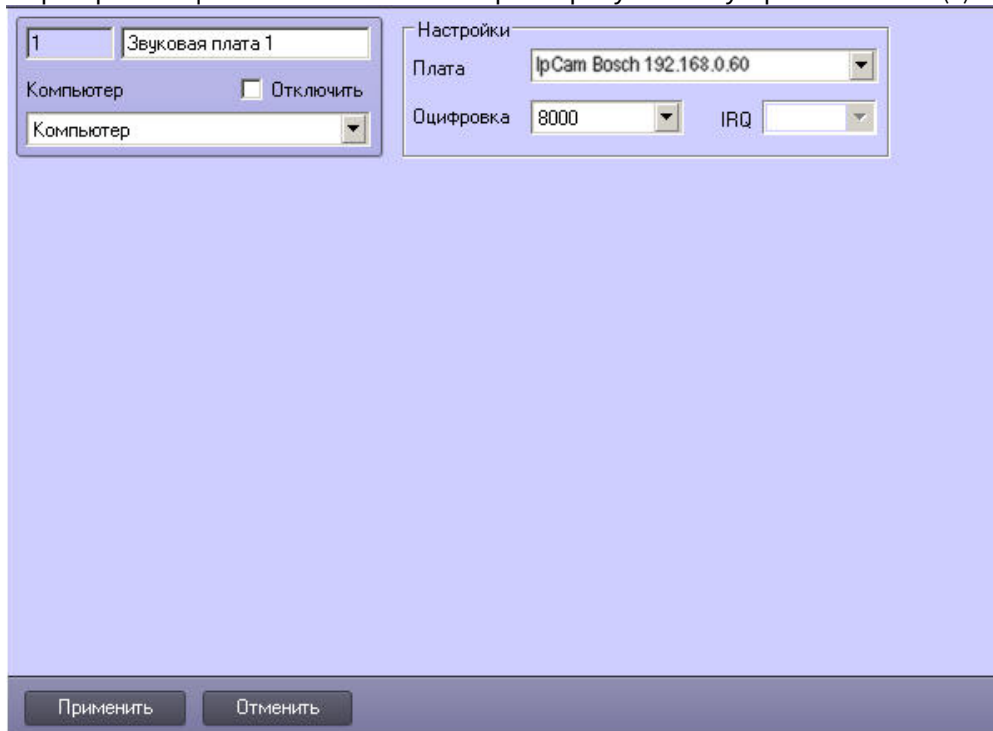 1 Звуковая плата 1
Компьютер Отключить
Компьютер
Настройки
Плата IpCam Bosch 192.168.0.60
Оцифровка 8000 IRQ
Применить Отменить